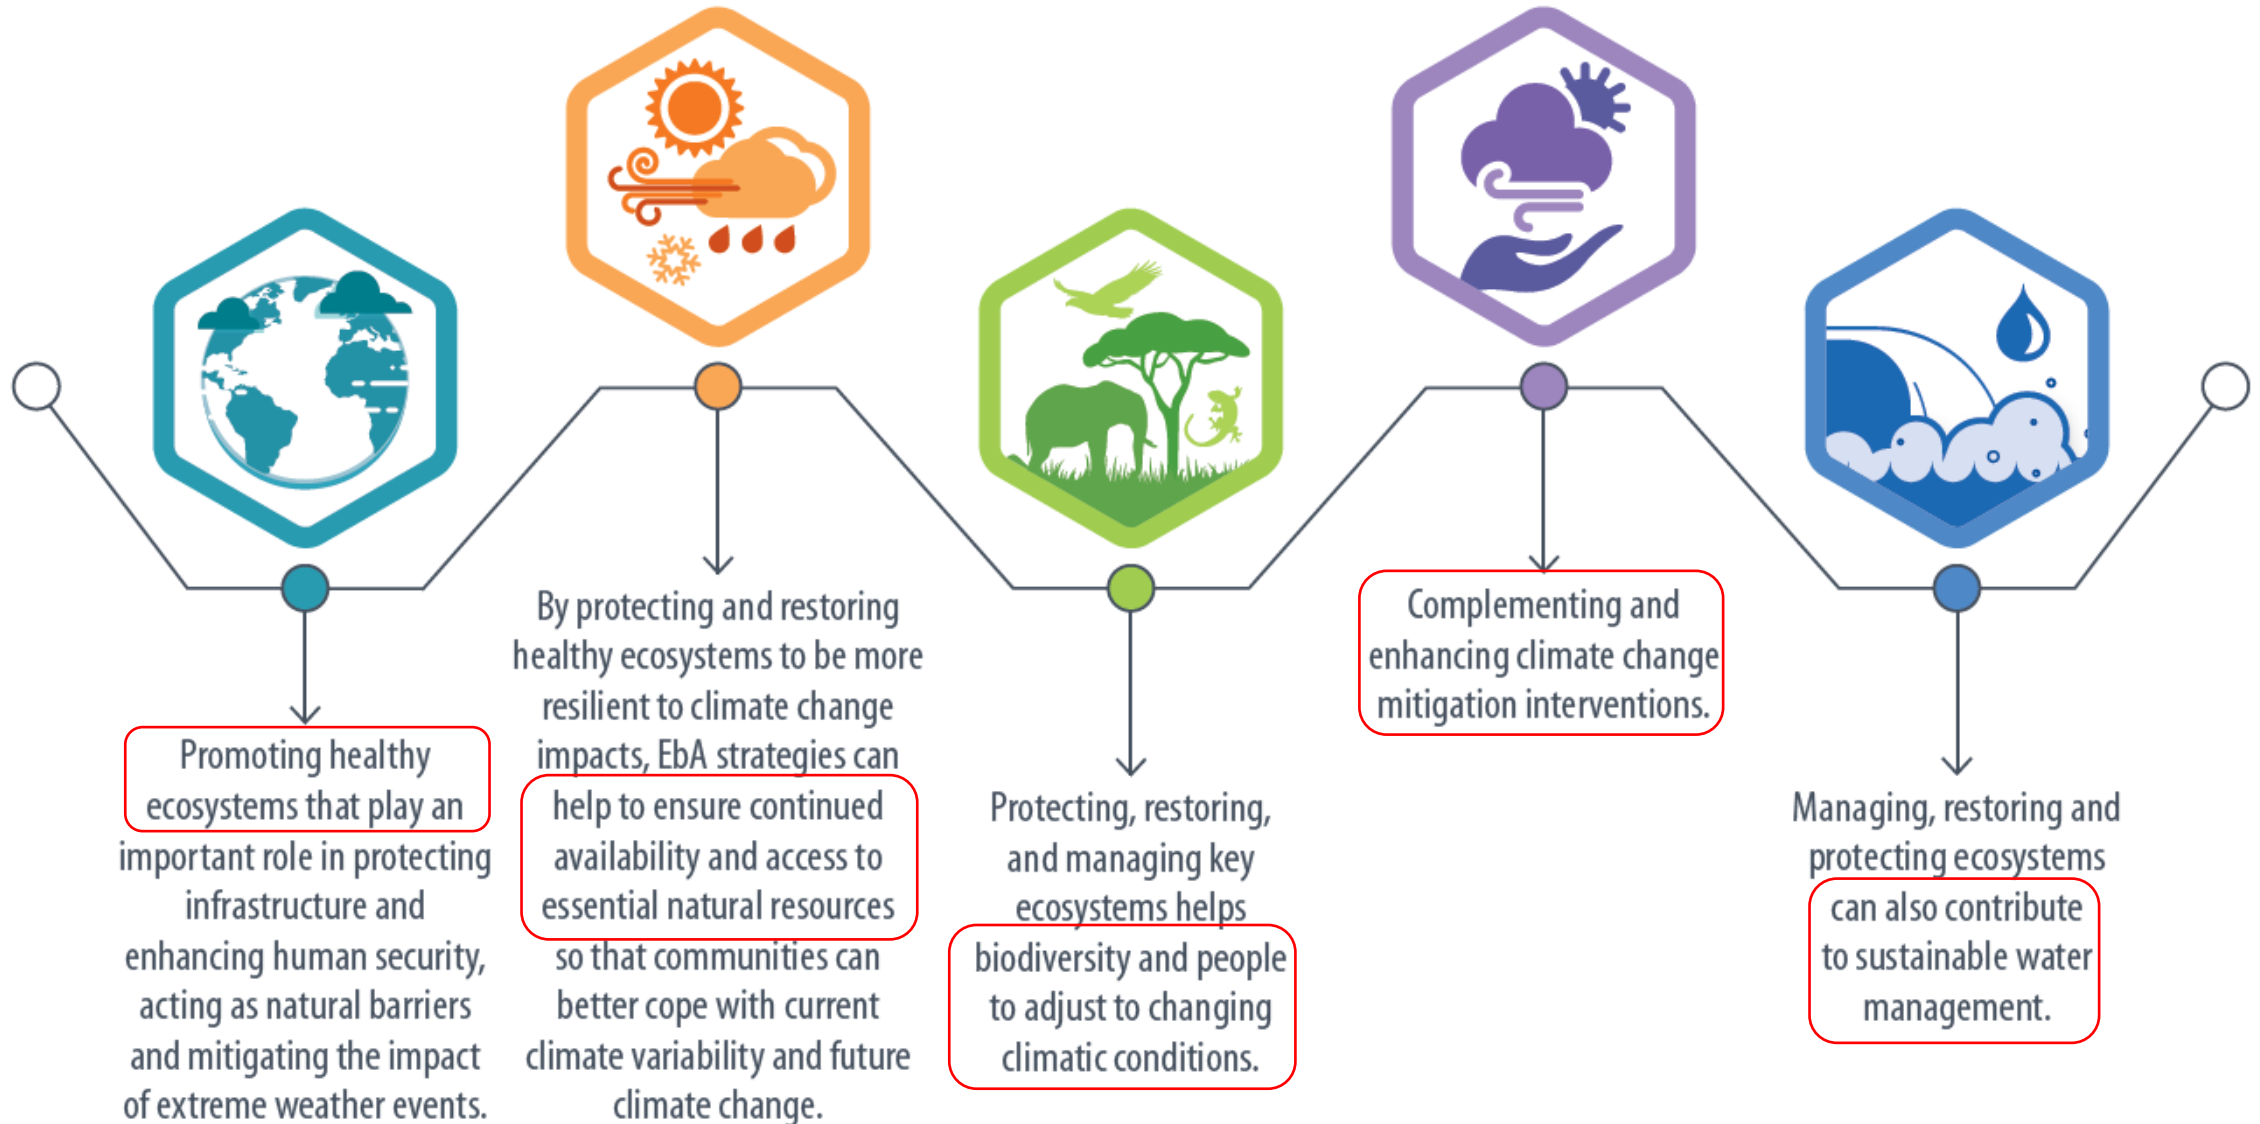 Promoting healthy
ecosystems that play an
important role in protecting
infrastructure and
enhancing human security,
acting as natural barriers
and mitigating the impact
of extreme weather events.
By protecting and restoring
healthy ecosystems to be more
resilient to climate change
impacts, EbA strategies can
help to ensure continued
availability and access to
essential natural resources
so that communities can
better cope with current
climate variability and future
climate change.
Protecting, restoring,
and managing key
ecosystems helps
biodiversity and people
to adjust to changing
climatic conditions.
Complementing and
enhancing climate change
mitigation interventions.
Managing, restoring and
protecting ecosystems
can also contribute
to sustainable water
management.